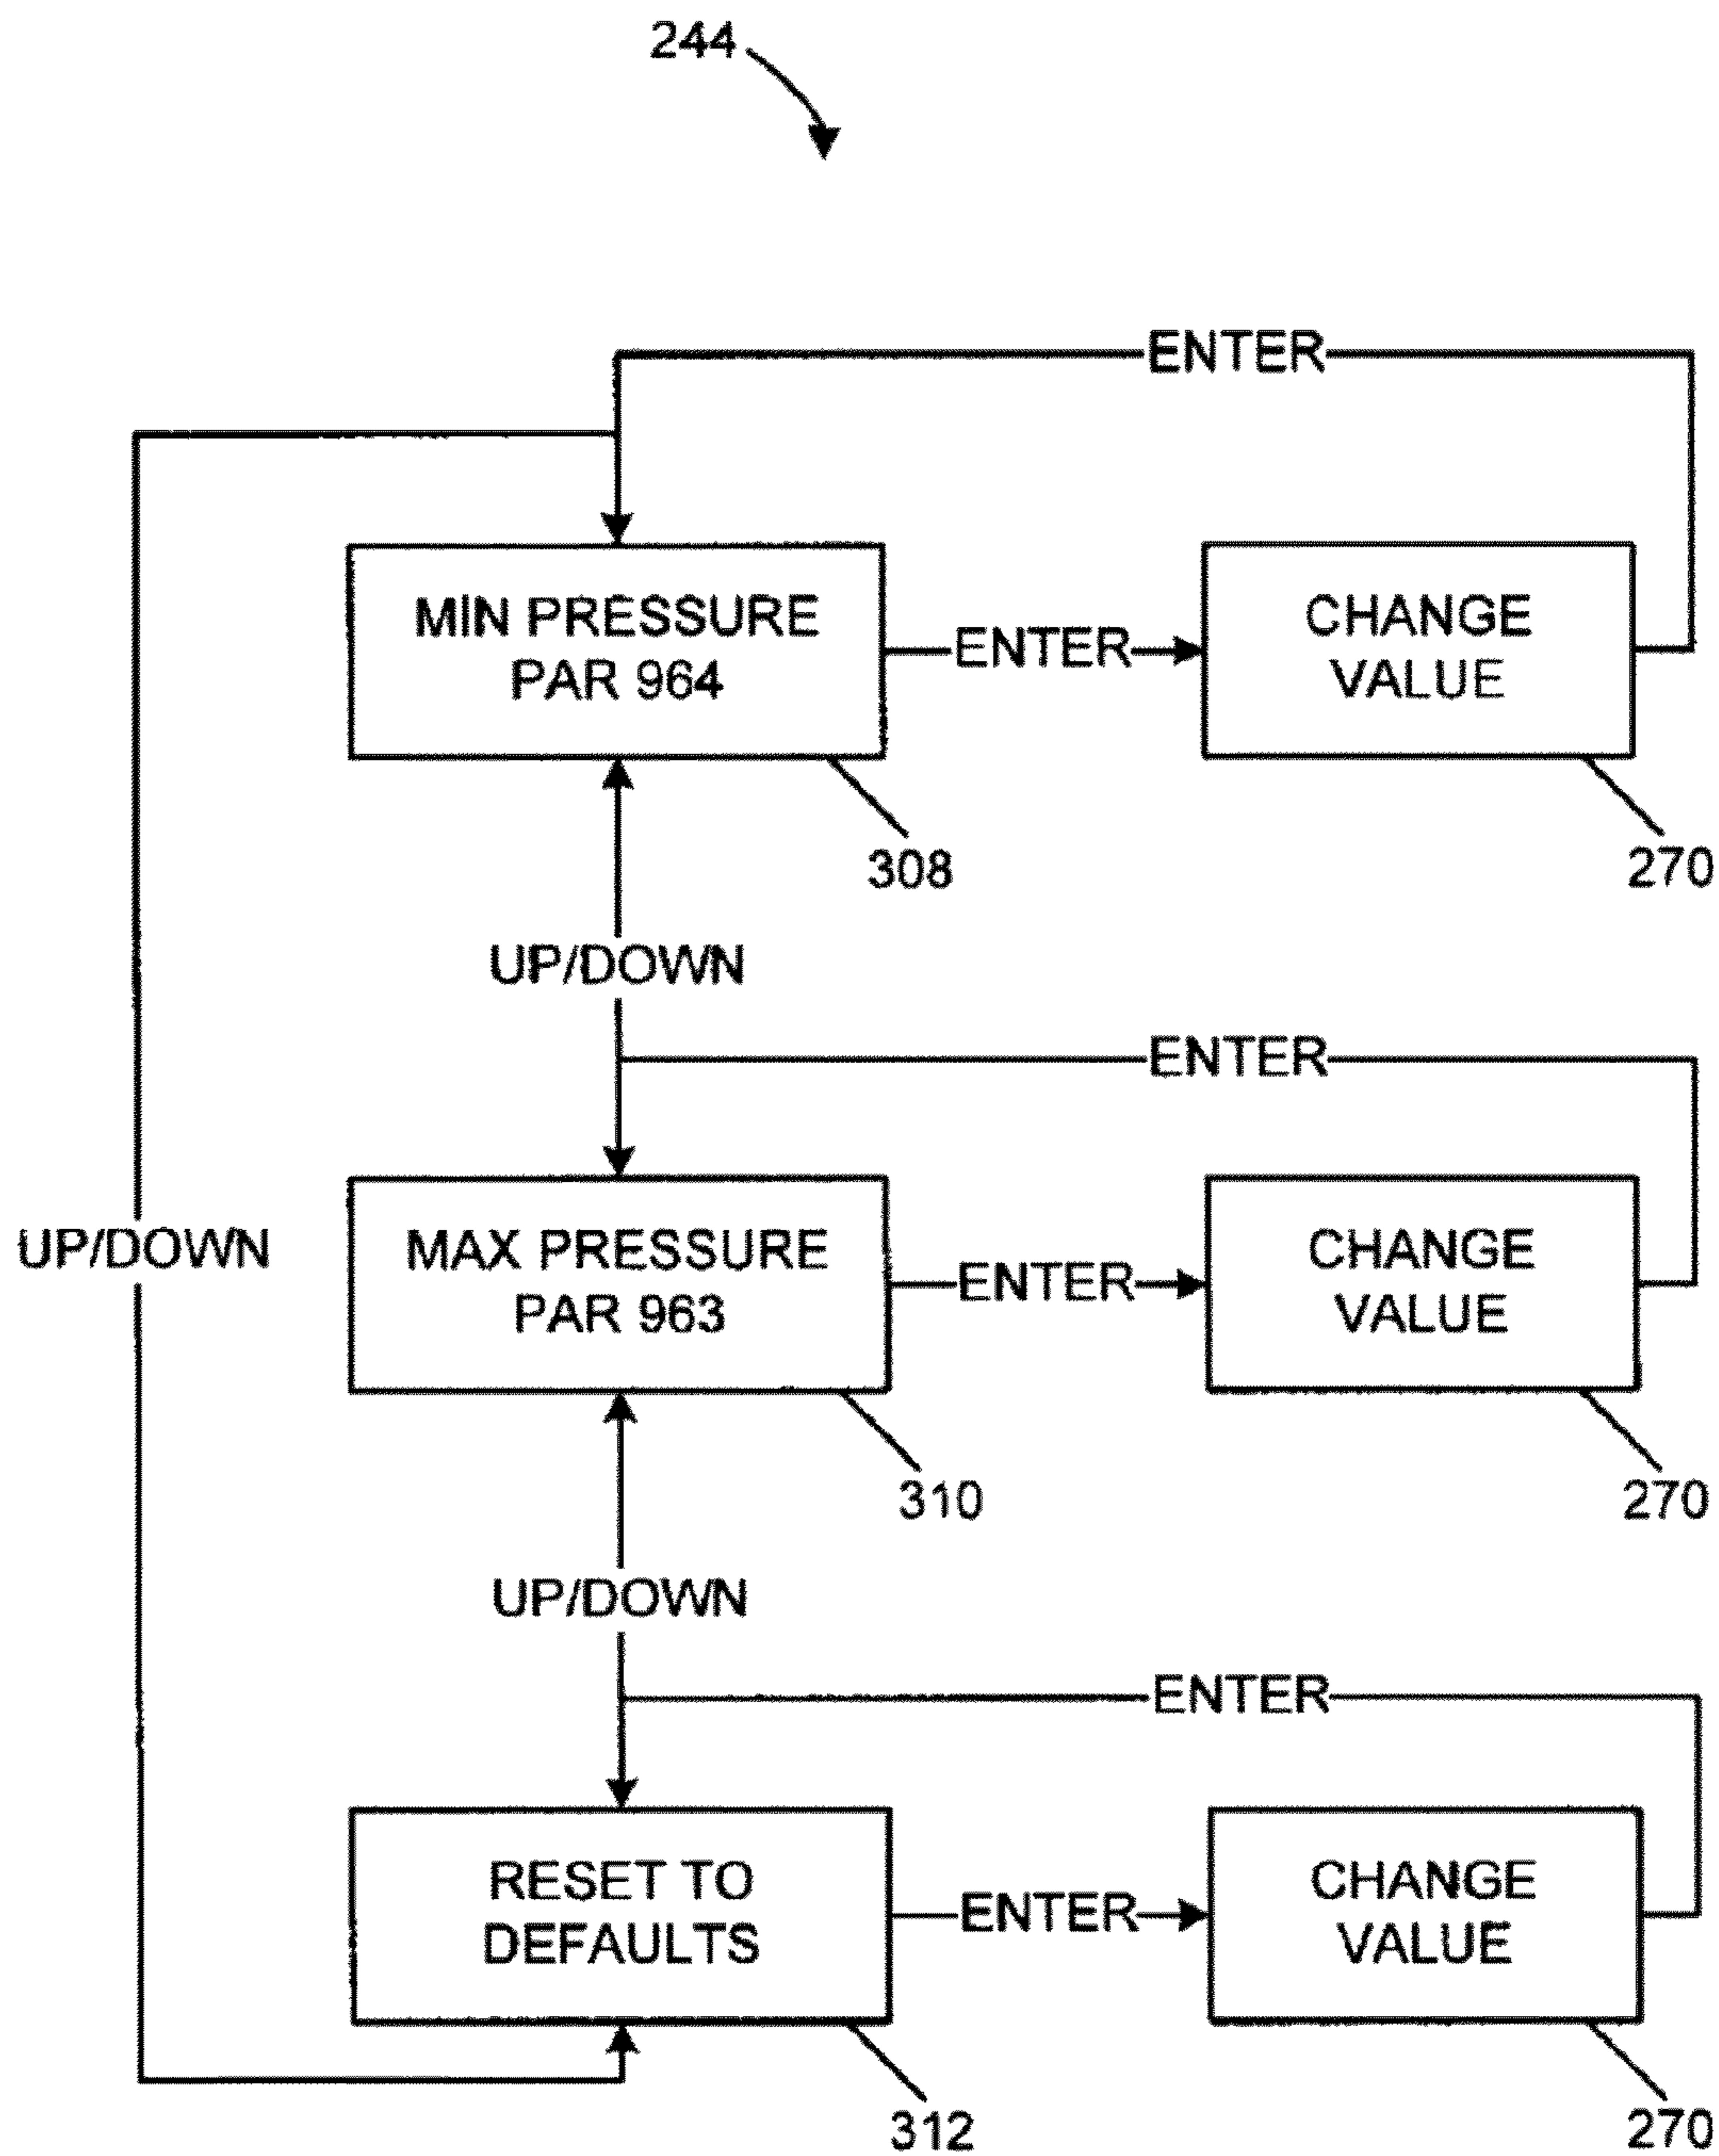 244
ENTER
MIN PRESSURE
PAR 964
ENTER
CHANGE
VALUE
308
270
UP/DOWN
ENTER
UP/DOWN
MAX PRESSURE
PAR 963
ENTER
CHANGE
VALUE
310
270
UP/DOWN
ENTER
RESET TO
DEFAULTS
ENTER
CHANGE
VALUE
312
270